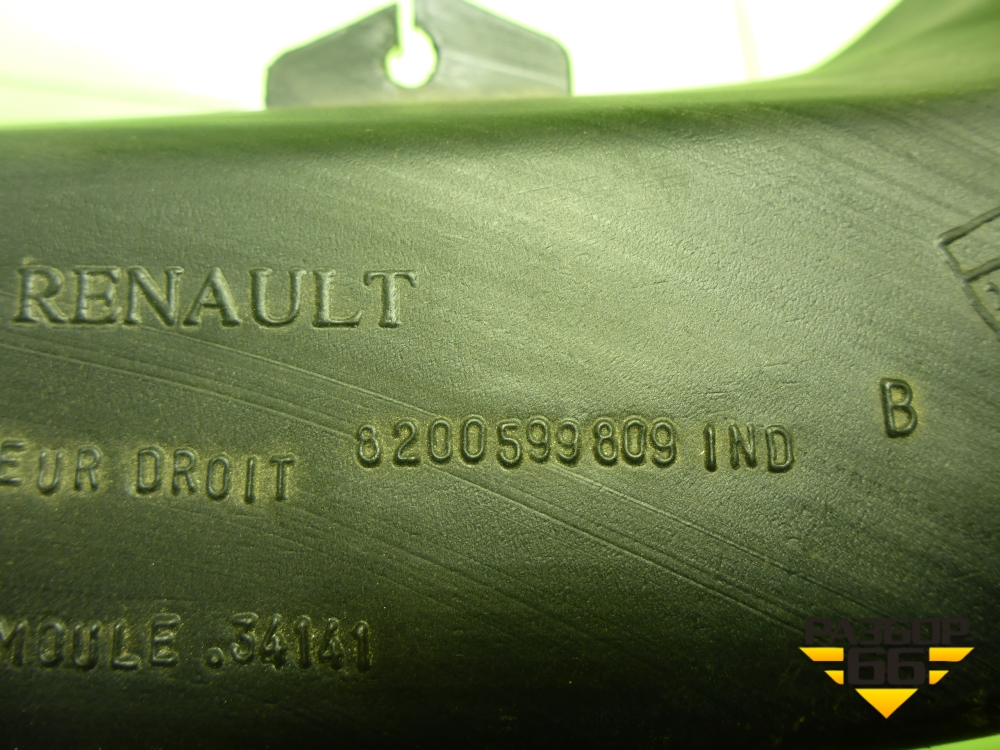 RENAULT
B
EUR DROIT 8200599809 IND
MOULE .34141
РАЗБОР
66